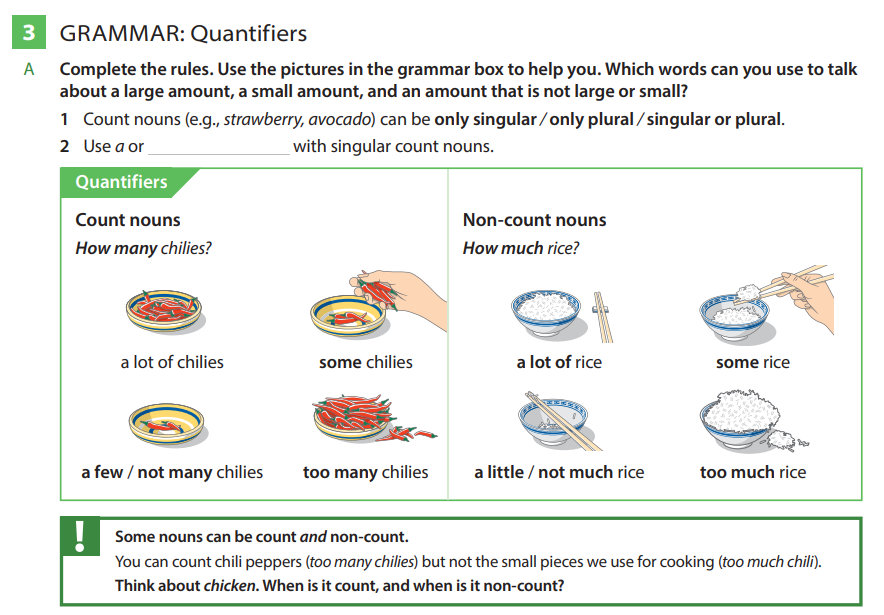 3 GRAMMAR: Quantifiers
A Complete the rules. Use the pictures in the grammar box to help you. Which words can you use to talk
about a large amount, a small amount, and an amount that is not large or small?
1 Count nouns (e.g., strawberry, avocado) can be only singular / only plural / singular or plural.
2 Use a or ________________ with singular count nouns.
Quantifiers
Count nouns
How many chilies?
a lot of chilies
some chilies
a few / not many chilies
too many chilies
Non-count nouns
How much rice?
a lot of rice
some rice
a little / not much rice
too much rice
! Some nouns can be count and non-count.
You can count chili peppers (too many chilies) but not the small pieces we use for cooking (too much chili).
Think about chicken. When is it count, and when is it non-count?